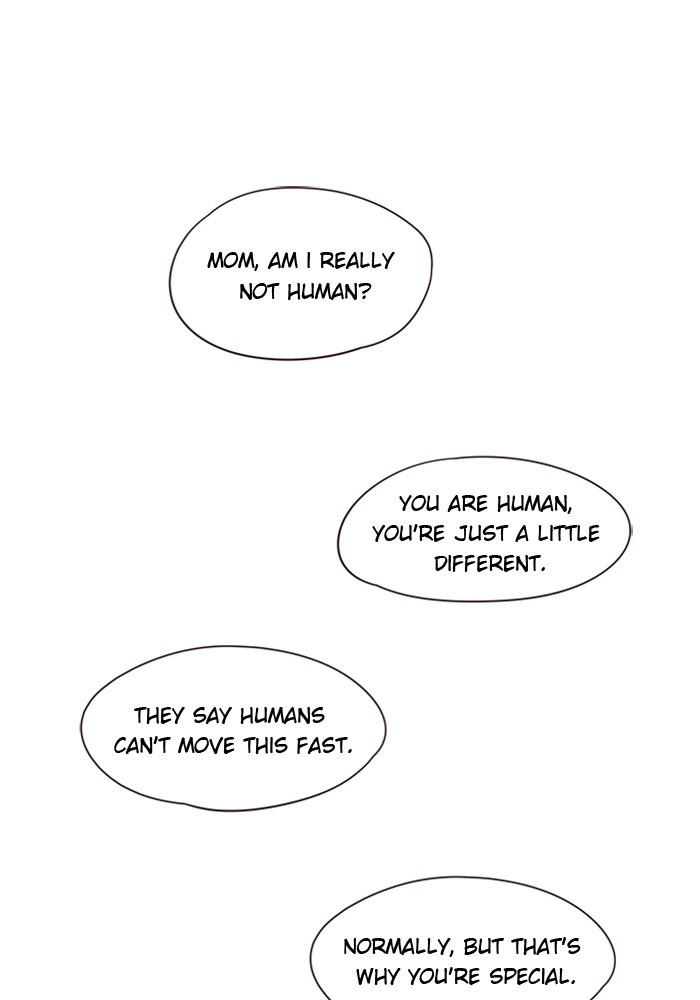 MOM, AM I REALLY
NOT HUMAN?
YOU ARE HUMAN,
YOU'RE JUST A LITTLE
DIFFERENT.
THEY SAY HUMANS
CAN'T MOVE THIS FAST.
NORMALLY, BUT THAT'S
WHY YOU'RE SPECIAL.